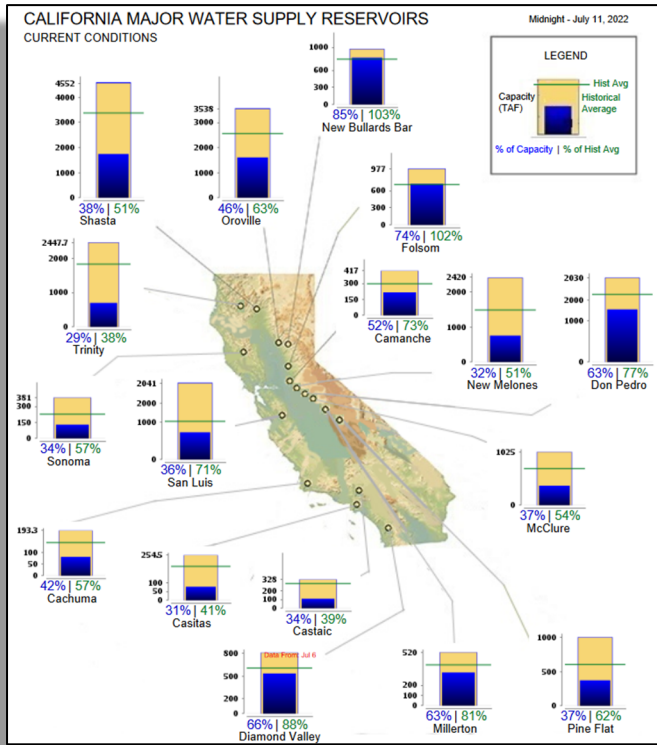 CALIFORNIA MAJOR WATER SUPPLY RESERVOIRS
CURRENT CONDITIONS
Midnight - July 11, 2022
LEGEND
Capacity
(TAF)
Hist Avg
Historical
Average
% of Capacity | % of Hist Avg
4552
4000
3000
2000
1000
0
38% | 51%
Shasta
3538
3000
2000
1000
0
46% | 63%
Oroville
1000
600
300
0
85% | 103%
New Bullards Bar
977
600
300
0
74% | 102%
Folsom
2447.7
1000
0
29% | 38%
Trinity
417
300
150
0
52% | 73%
Camanche
2420
2000
1000
0
32% | 51%
New Melones
2030
2000
1000
0
63% | 77%
Don Pedro
381
300
150
0
34% | 57%
Sonoma
2041
2000
1000
0
36% | 71%
San Luis
1025
0
37% | 54%
McClure
193.3
100
50
0
42% | 57%
Cachuma
254.5
100
50
0
31% | 41%
Casitas
325
200
100
0
34% | 39%
Castaic
Data From: Jul 6
800
500
200
0
66% | 88%
Diamond Valley
520
200
100
0
63% | 81%
Millerton
1000
500
0
37% | 62%
Pine Flat